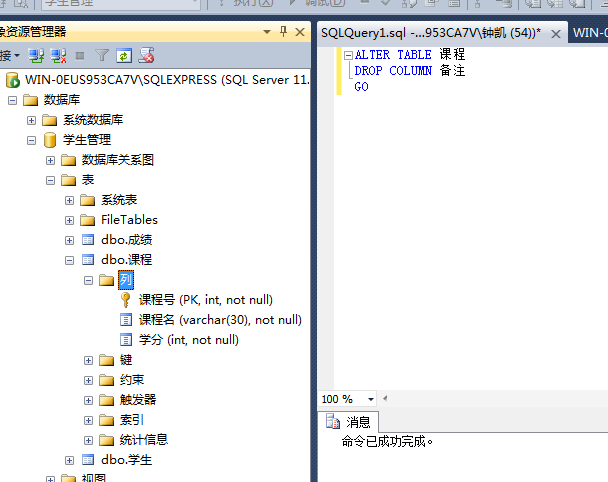 学生管理
执行(X)
调试(D)
象资源管理器
接
WIN-0EUS953CA7V\SQLEXPRESS (SQL Server 11.
数据库
系统数据库
学生管理
数据库关系图
表
系统表
FileTables
dbo.成绩
dbo.课程
列
课程号 (PK, int, not null)
课程名 (varchar(30), not null)
学分 (int, not null)
键
约束
触发器
索引
统计信息
dbo.学生
视图
SQLQuery1.sql -...953CA7V\钟凯 (54))*
WIN-0
ALTER TABLE 课程
DROP COLUMN 备注
GO
100 %
消息
命令已成功完成。